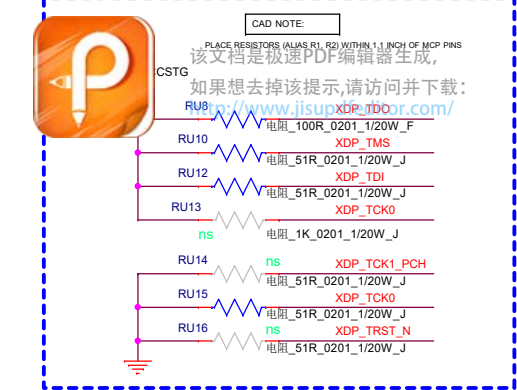 CAD NOTE:
PLACE RESISTORS (ALIAS R1, R2) WITHIN 1.1 INCH OF MCP PINS
该文档是极速PDF编辑器生成,
CSTG
如果想去掉该提示,请访问并下载：
http://www.jisupdfeditor.com/
RU8
XDP_TDO
电阻_100R_0201_1/20W_F
RU10
XDP_TMS
电阻_51R_0201_1/20W_J
RU12
XDP_TDI
电阻_51R_0201_1/20W_J
RU13
XDP_TCK0
ns
电阻_1K_0201_1/20W_J
RU14
ns
XDP_TCK1_PCH
电阻_51R_0201_1/20W_J
RU15
XDP_TCK0
电阻_51R_0201_1/20W_J
RU16
ns
XDP_TRST_N
电阻_51R_0201_1/20W_J